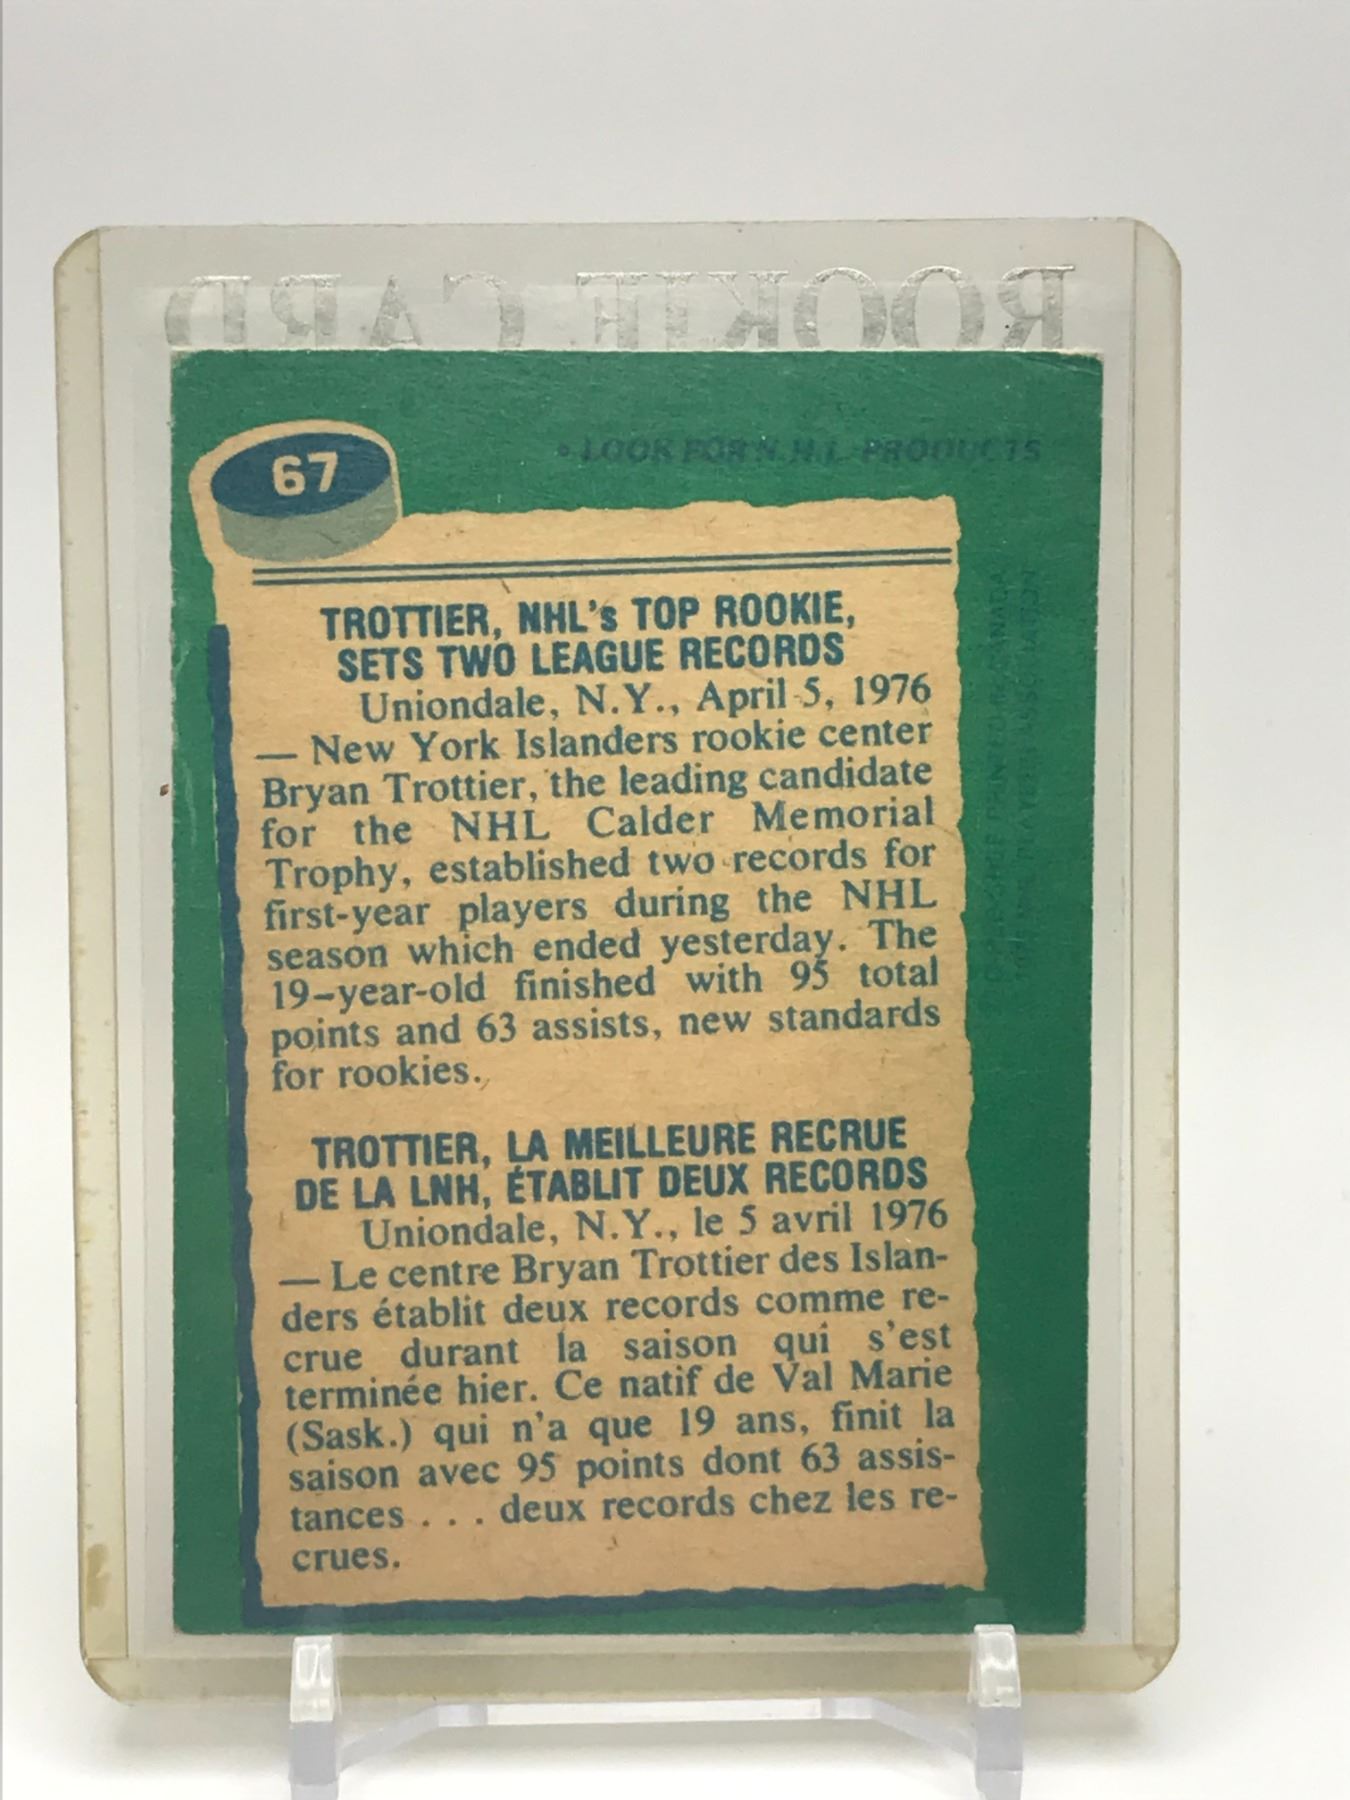 ROOKIE CARD
67
• LOOK FOR N.H.L. PRODUCTS
TROTTIER, NHL's TOP ROOKIE,
SETS TWO LEAGUE RECORDS
Uniondale, N.Y., April 5, 1976
— New York Islanders rookie center
Bryan Trottier, the leading candidate
for the NHL Calder Memorial
Trophy, established two records for
first-year players during the NHL
season which ended yesterday. The
19-year-old finished with 95 total
points and 63 assists, new standards
for rookies.
TROTTIER, LA MEILLEURE RECRUE
DE LA LNH, ÉTABLIT DEUX RECORDS
Uniondale, N.Y., le 5 avril 1976
— Le centre Bryan Trottier des Islan-
ders établit deux records comme re-
crue durant la saison qui s'est
terminée hier. Ce natif de Val Marie
(Sask.) qui n'a que 19 ans, finit la
saison avec 95 points dont 63 assis-
tances . . . deux records chez les re-
crues.
PRINTED IN CANADA
NHL PLAYERS ASSOCIATION